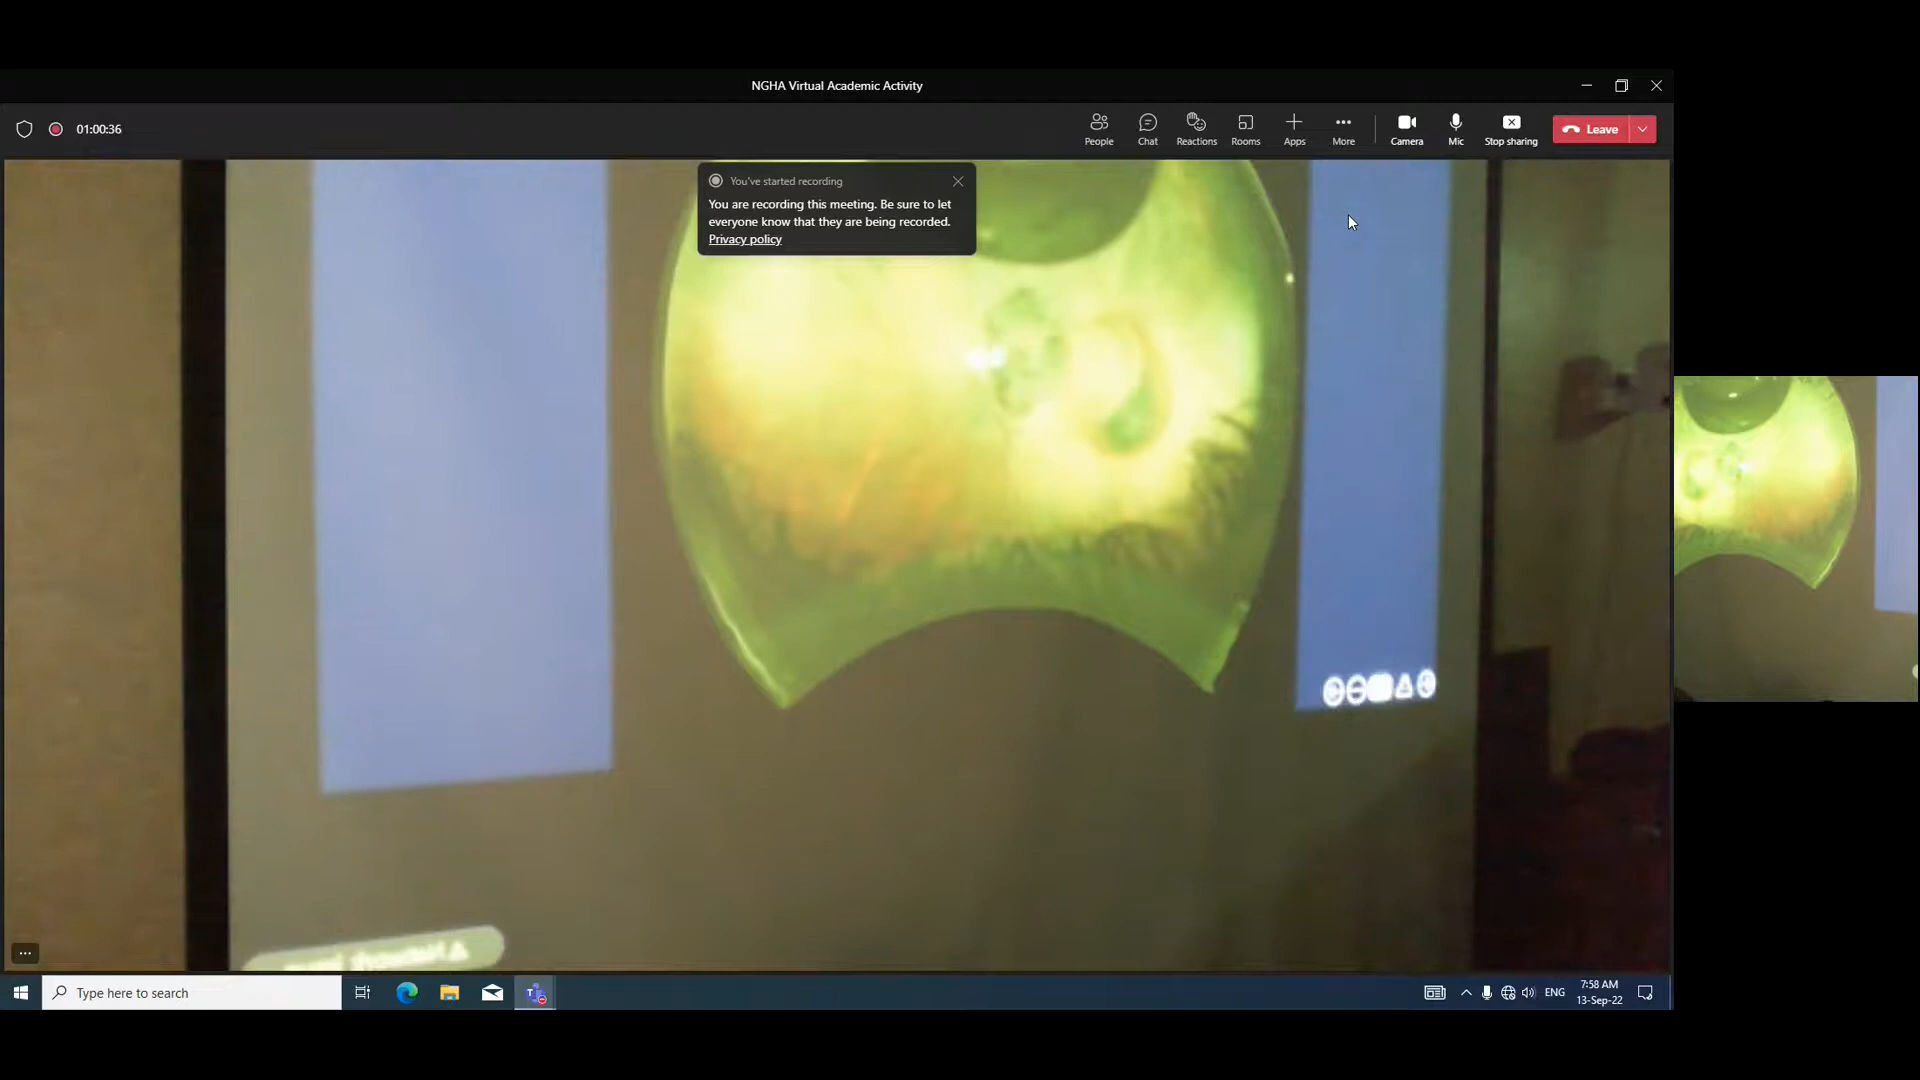 NGHA Virtual Academic Activity
01:00:36
People
Chat
Reactions
Rooms
Apps
More
Camera
Mic
Stop sharing
Leave
You've started recording
You are recording this meeting. Be sure to let
everyone know that they are being recorded.
Privacy policy
Type here to search
ENG
7:58 AM
13-Sep-22